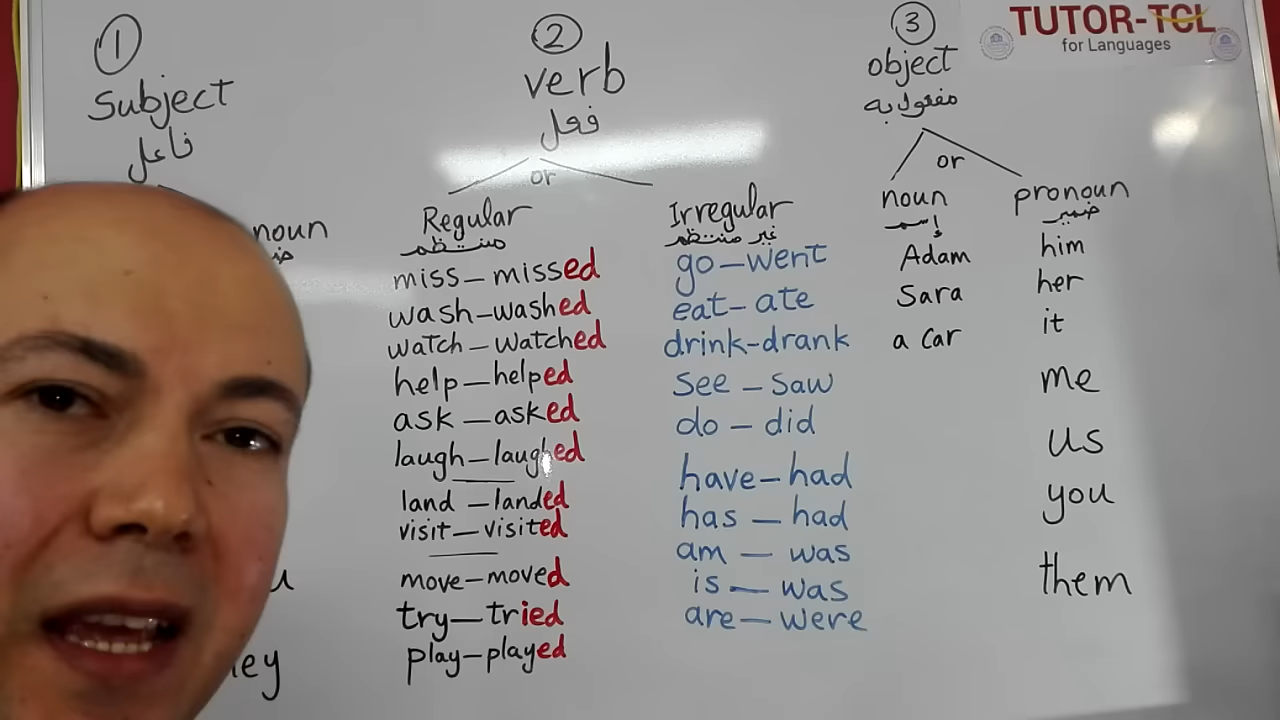 ①
Subject
فاعل
noun
ney
②
verb
فعل
or
Regular
منتظم
miss – missed
wash – washed
watch – watched
help – helped
ask – asked
laugh – laughed
land – landed
visit – visited
move – moved
try – tried
play – played
Irregular
غير منتظم
go – went
eat – ate
drink - drank
see – saw
do – did
have – had
has – had
am – was
is – was
are – were
③
object
مفعول به
or
noun
إسم
Adam
Sara
a car
pronoun
ضمير
him
her
it
me
us
you
them
TUTOR-TCL
for Languages